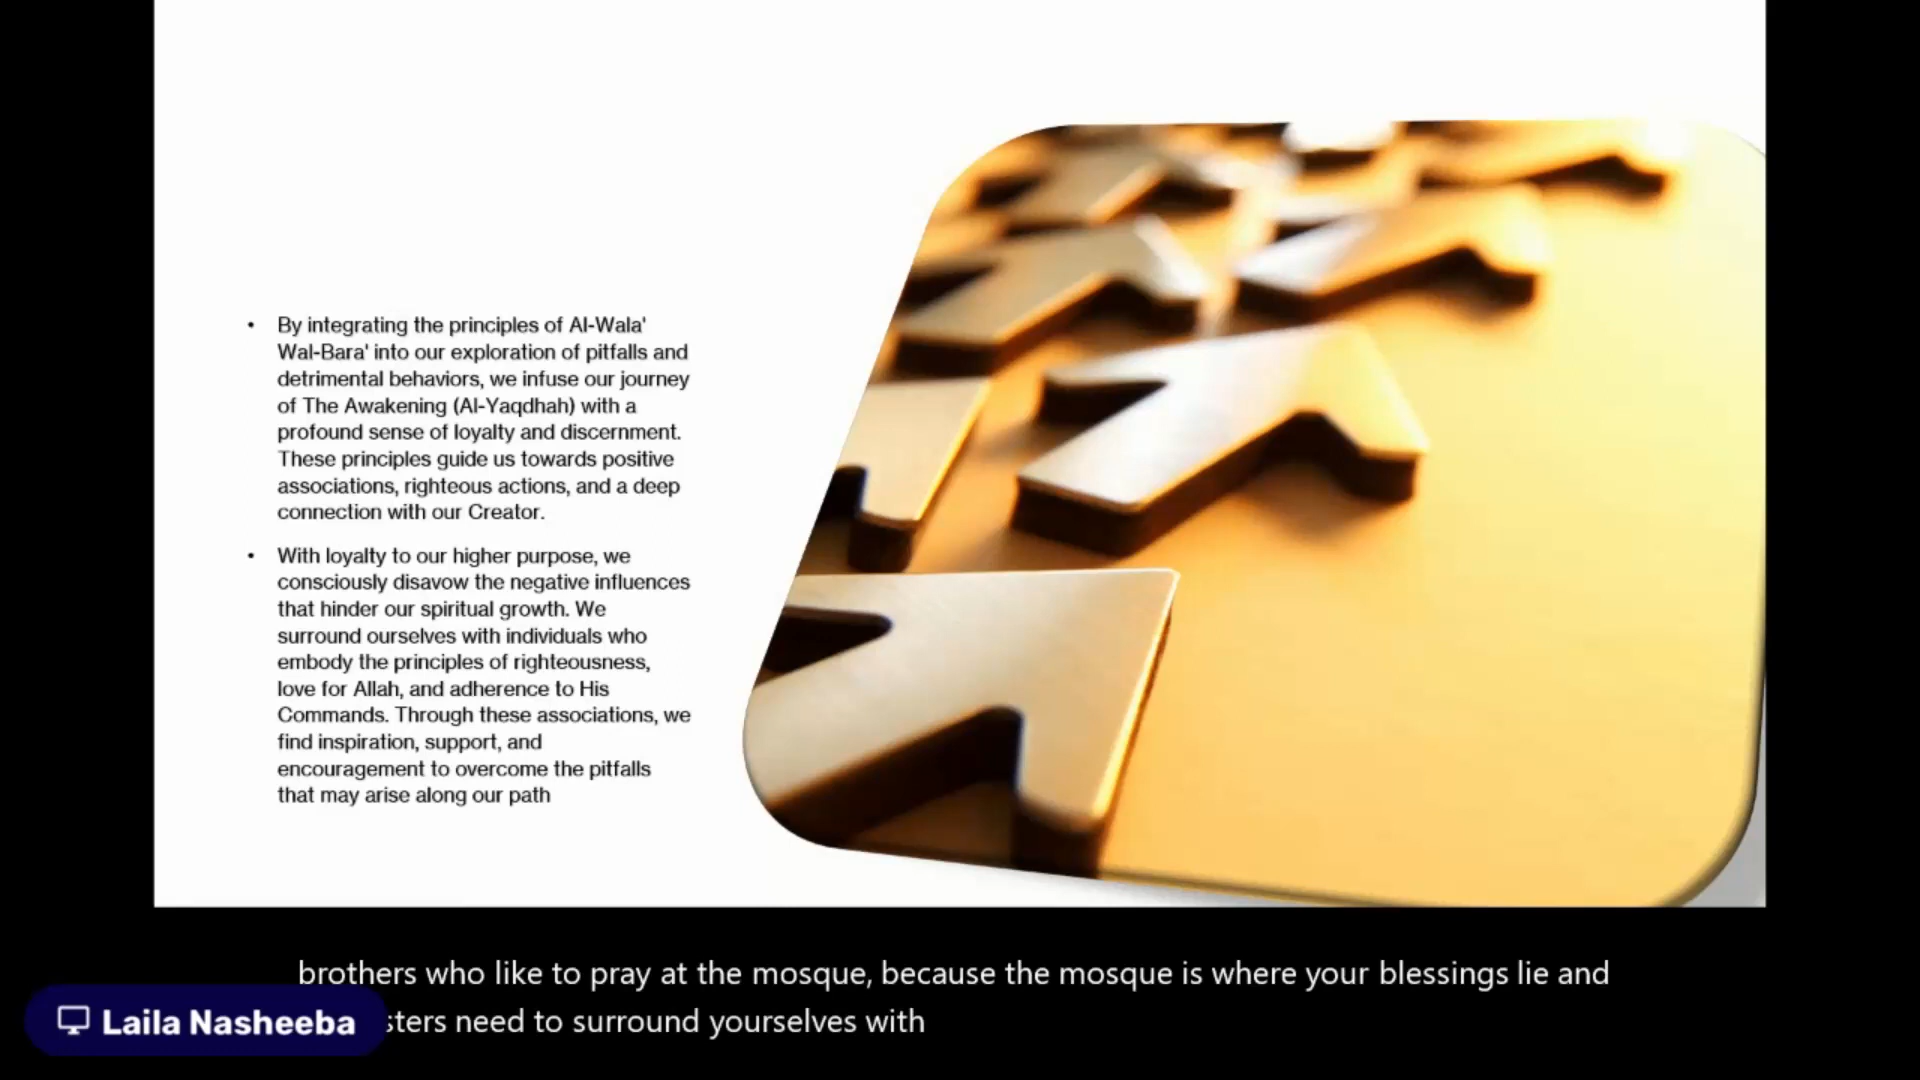 • By integrating the principles of Al-Wala'
Wal-Bara' into our exploration of pitfalls and
detrimental behaviors, we infuse our journey
of The Awakening (Al-Yaqdhah) with a
profound sense of loyalty and discernment.
These principles guide us towards positive
associations, righteous actions, and a deep
connection with our Creator.
• With loyalty to our higher purpose, we
consciously disavow the negative influences
that hinder our spiritual growth. We
surround ourselves with individuals who
embody the principles of righteousness,
love for Allah, and adherence to His
Commands. Through these associations, we
find inspiration, support, and
encouragement to overcome the pitfalls
that may arise along our path
brothers who like to pray at the mosque, because the mosque is where your blessings lie and
need to surround yourselves with
Laila Nasheeba